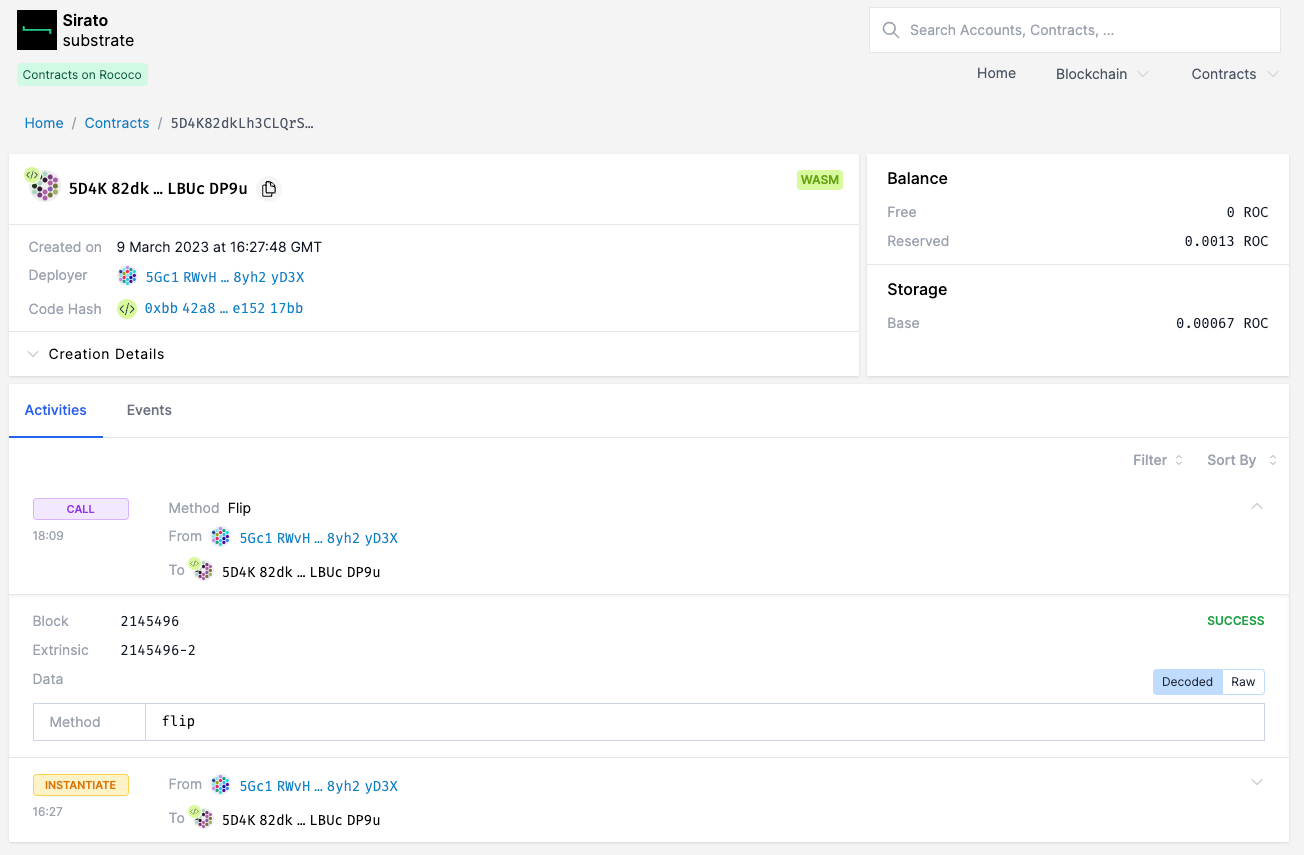 Sirato
substrate
Search Accounts, Contracts, ...
Contracts on Rococo
Home Blockchain Contracts
Home / Contracts / 5D4K82dkLh3CLQrS…
</> 5D4K 82dk … LBUc DP9u
WASM
Created on 9 March 2023 at 16:27:48 GMT
Deployer 5Gc1 RWvH … 8yh2 yD3X
Code Hash </> 0xbb 42a8 … e152 17bb
Creation Details
Balance
Free 0 ROC
Reserved 0.0013 ROC
Storage
Base 0.00067 ROC
Activities Events
Filter Sort By
CALL
18:09
Method Flip
From 5Gc1 RWvH … 8yh2 yD3X
To </> 5D4K 82dk … LBUc DP9u
Block 2145496
SUCCESS
Extrinsic 2145496-2
Data
Decoded Raw
Method flip
INSTANTIATE
16:27
From 5Gc1 RWvH … 8yh2 yD3X
To </> 5D4K 82dk … LBUc DP9u